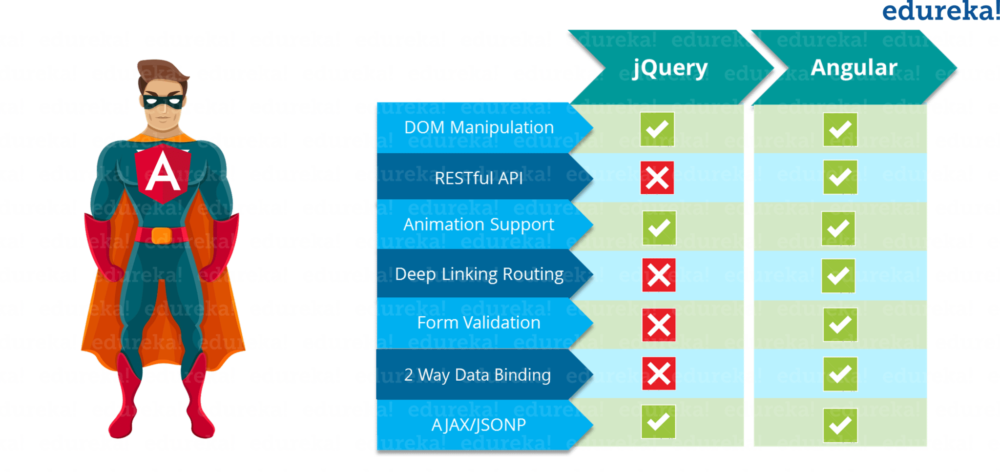 edureka!
jQuery Angular
DOM Manipulation
RESTful API
Animation Support
Deep Linking Routing
Form Validation
2 Way Data Binding
AJAX/JSONP
A